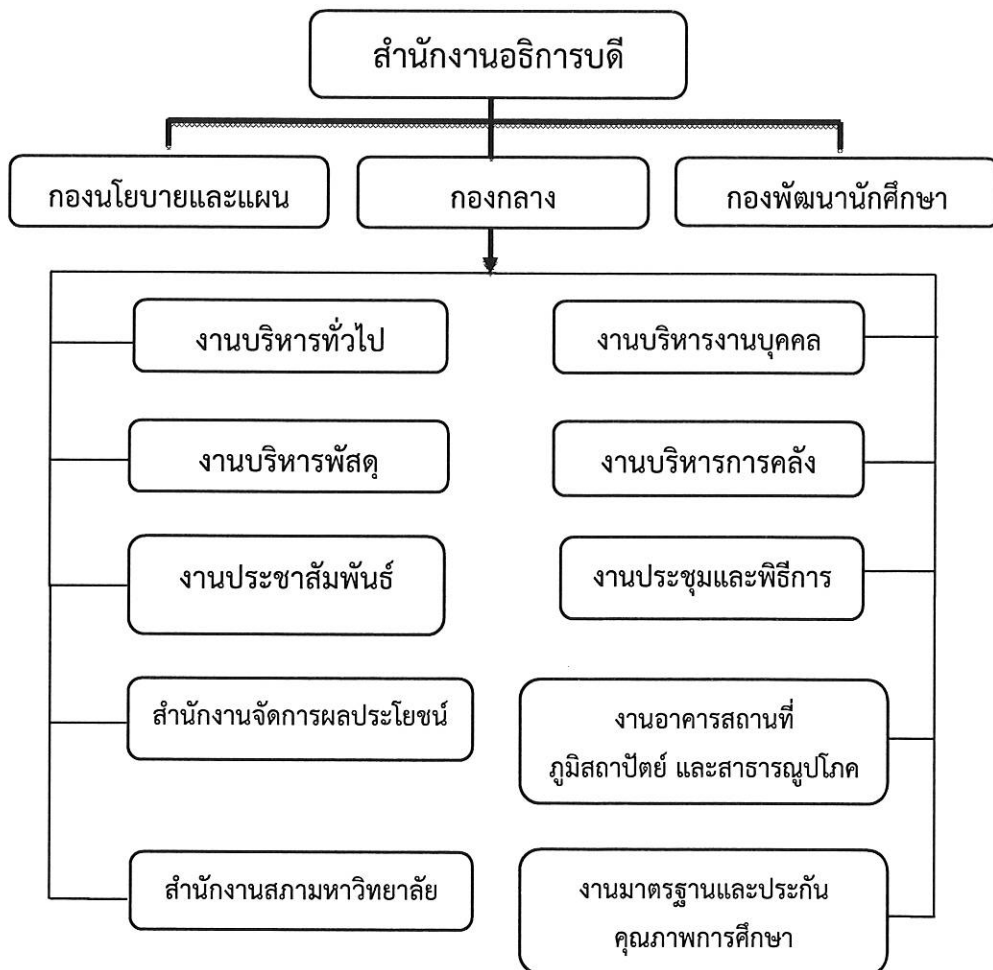 สำนักงานอธิการบดี
กองนโยบายและแผน
กองกลาง
กองพัฒนานักศึกษา
งานบริหารทั่วไป
งานบริหารงานบุคคล
งานบริหารพัสดุ
งานบริหารการคลัง
งานประชาสัมพันธ์
งานประชุมและพิธีการ
สำนักงานจัดการผลประโยชน์
งานอาคารสถานที่
ภูมิสถาปัตย์ และสาธารณูปโภค
สำนักงานสภามหาวิทยาลัย
งานมาตรฐานและประกัน
คุณภาพการศึกษา